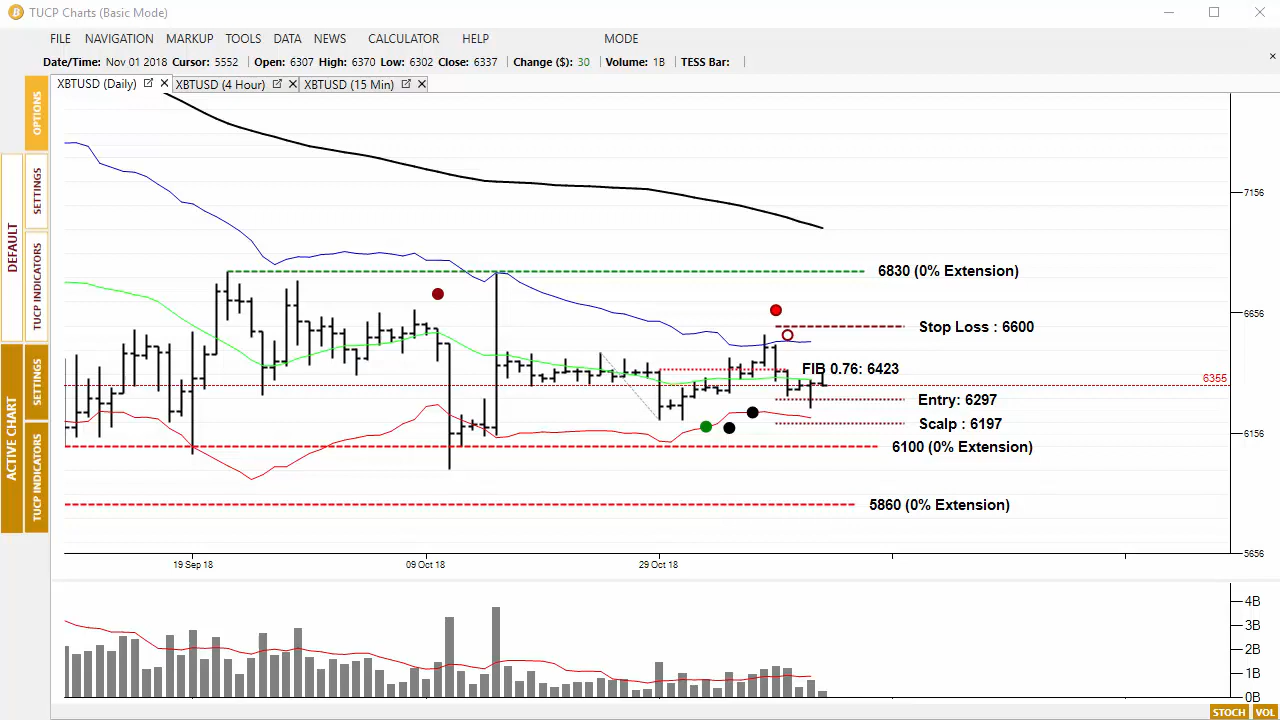 TUCP Charts (Basic Mode)
FILE NAVIGATION MARKUP TOOLS DATA NEWS CALCULATOR HELP MODE
Date/Time: Nov 01 2018 Cursor: 5552 Open: 6307 High: 6370 Low: 6302 Close: 6337 Change ($): 30 Volume: 1B TESS Bar:
XBTUSD (Daily) XBTUSD (4 Hour) XBTUSD (15 Min)
OPTIONS
DEFAULT
SETTINGS
TUCP INDICATORS
ACTIVE CHART
SETTINGS
TUCP INDICATORS
7156
6830 (0% Extension)
6656
Stop Loss : 6600
FIB 0.76: 6423
6355
Entry: 6297
Scalp : 6197
6156
6100 (0% Extension)
5860 (0% Extension)
5656
19 Sep 18 09 Oct 18 29 Oct 18
4B
3B
2B
1B
0B
STOCH VOL